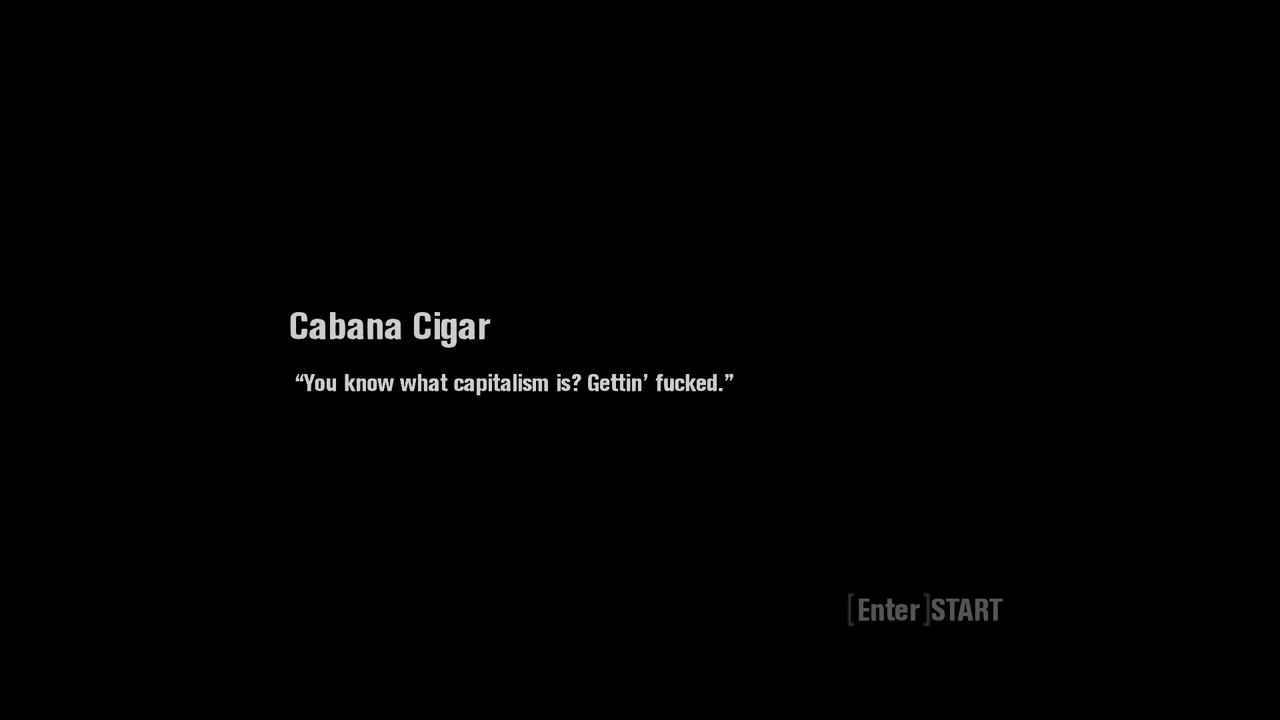 Cabana Cigar
“You know what capitalism is? Gettin’ fucked.”
[Enter]START